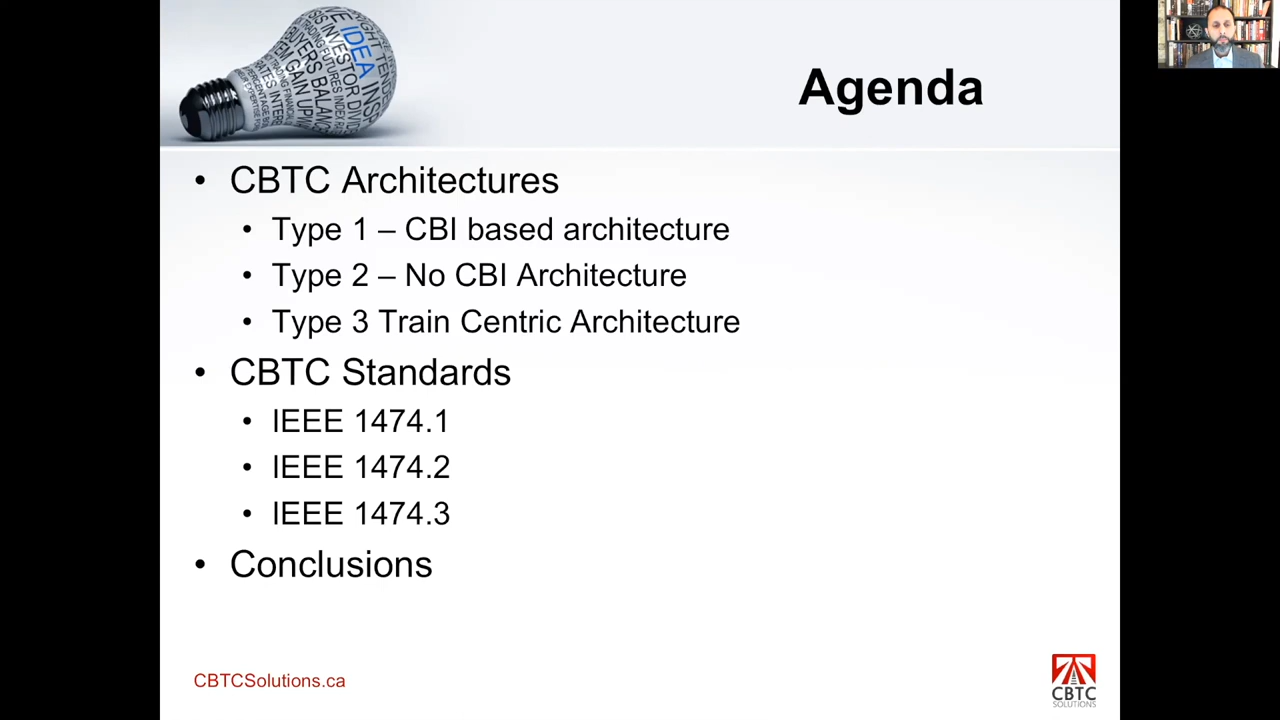 IDEA
Agenda
• CBTC Architectures
• Type 1 – CBI based architecture
• Type 2 – No CBI Architecture
• Type 3 Train Centric Architecture
• CBTC Standards
• IEEE 1474.1
• IEEE 1474.2
• IEEE 1474.3
• Conclusions
CBTCSolutions.ca
CBTC
SOLUTIONS